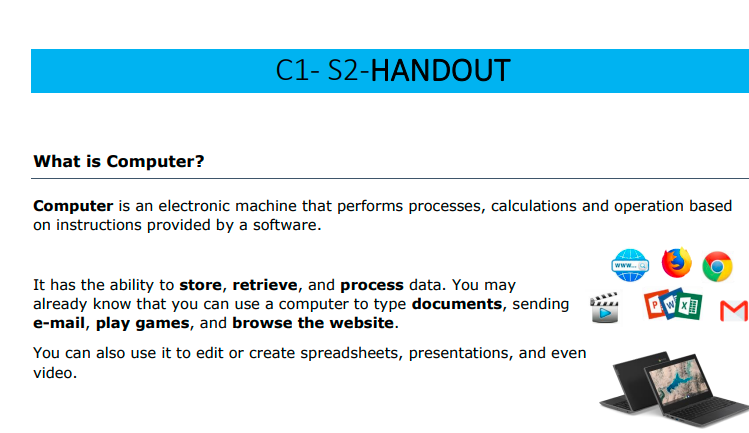 C1- S2-HANDOUT
What is Computer?
Computer is an electronic machine that performs processes, calculations and operation based
on instructions provided by a software.
www...
It has the ability to store, retrieve, and process data. You may
already know that you can use a computer to type documents, sending
e-mail, play games, and browse the website.
P W X
You can also use it to edit or create spreadsheets, presentations, and even
video.